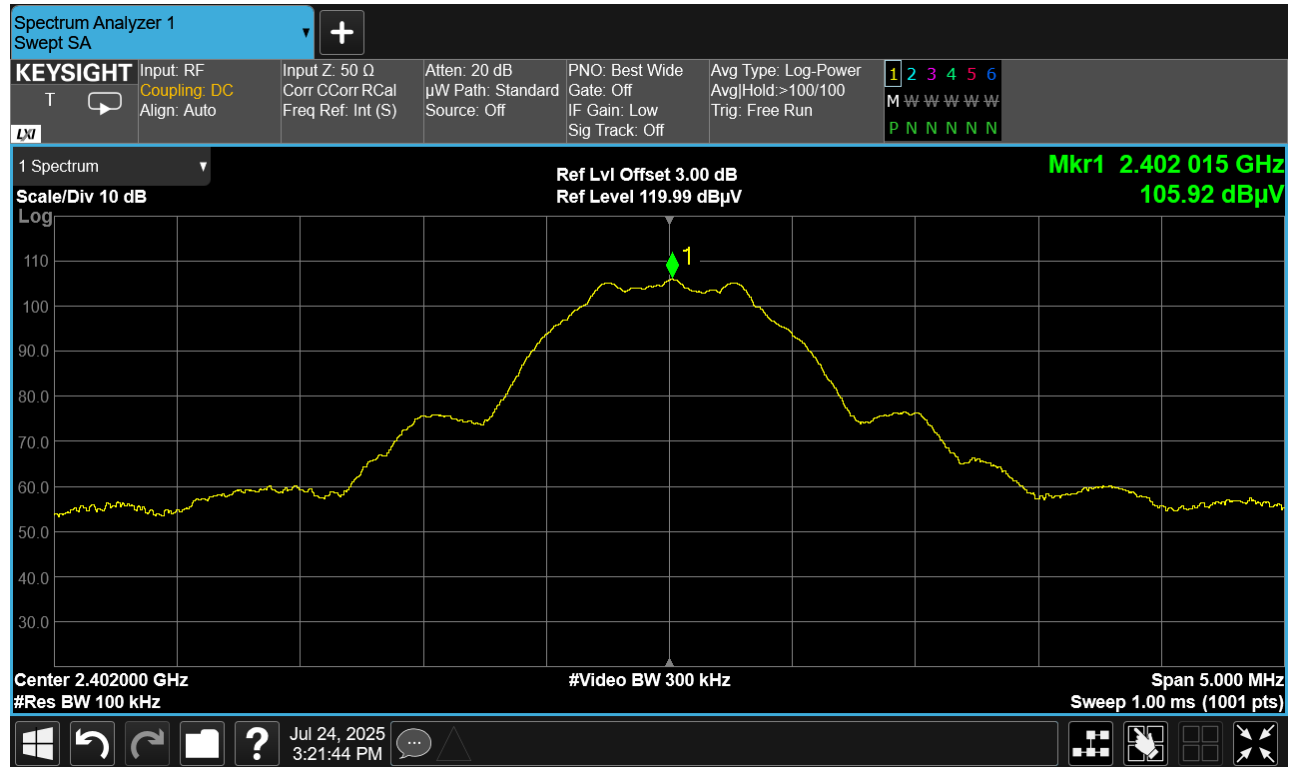 Spectrum Analyzer 1
Swept SA
+
KEYSIGHT
T
LXI
Input: RF
Coupling: DC
Align: Auto
Input Z: 50 Ω
Corr CCorr RCal
Freq Ref: Int (S)
Atten: 20 dB
µW Path: Standard
Source: Off
PNO: Best Wide
Gate: Off
IF Gain: Low
Sig Track: Off
Avg Type: Log-Power
Avg|Hold:>100/100
Trig: Free Run
1 2 3 4 5 6
M W W W W W
P N N N N N
1 Spectrum
Scale/Div 10 dB
Ref Lvl Offset 3.00 dB
Ref Level 119.99 dBµV
Mkr1 2.402 015 GHz
105.92 dBµV
Log
1
110
100
90.0
80.0
70.0
60.0
50.0
40.0
30.0
Center 2.402000 GHz
#Video BW 300 kHz
Span 5.000 MHz
#Res BW 100 kHz
Sweep 1.00 ms (1001 pts)
?
Jul 24, 2025
3:21:44 PM